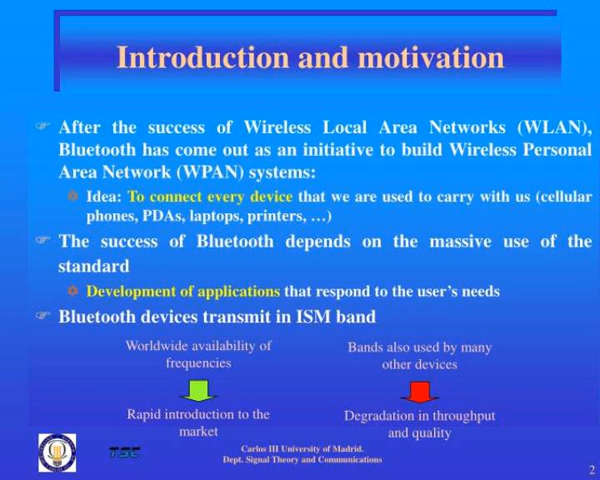 Introduction and motivation
After the success of Wireless Local Area Networks (WLAN),
Bluetooth has come out as an initiative to build Wireless Personal
Area Network (WPAN) systems:
Idea: To connect every device that we are used to carry with us (cellular
phones, PDAs, laptops, printers, …)
The success of Bluetooth depends on the massive use of the
standard
Development of applications that respond to the user's needs
Bluetooth devices transmit in ISM band
Worldwide availability of
frequencies
Bands also used by many
other devices
Rapid introduction to the
market
Degradation in throughput
and quality
TSC
Carlos III University of Madrid.
Dept. Signal Theory and Communications
2